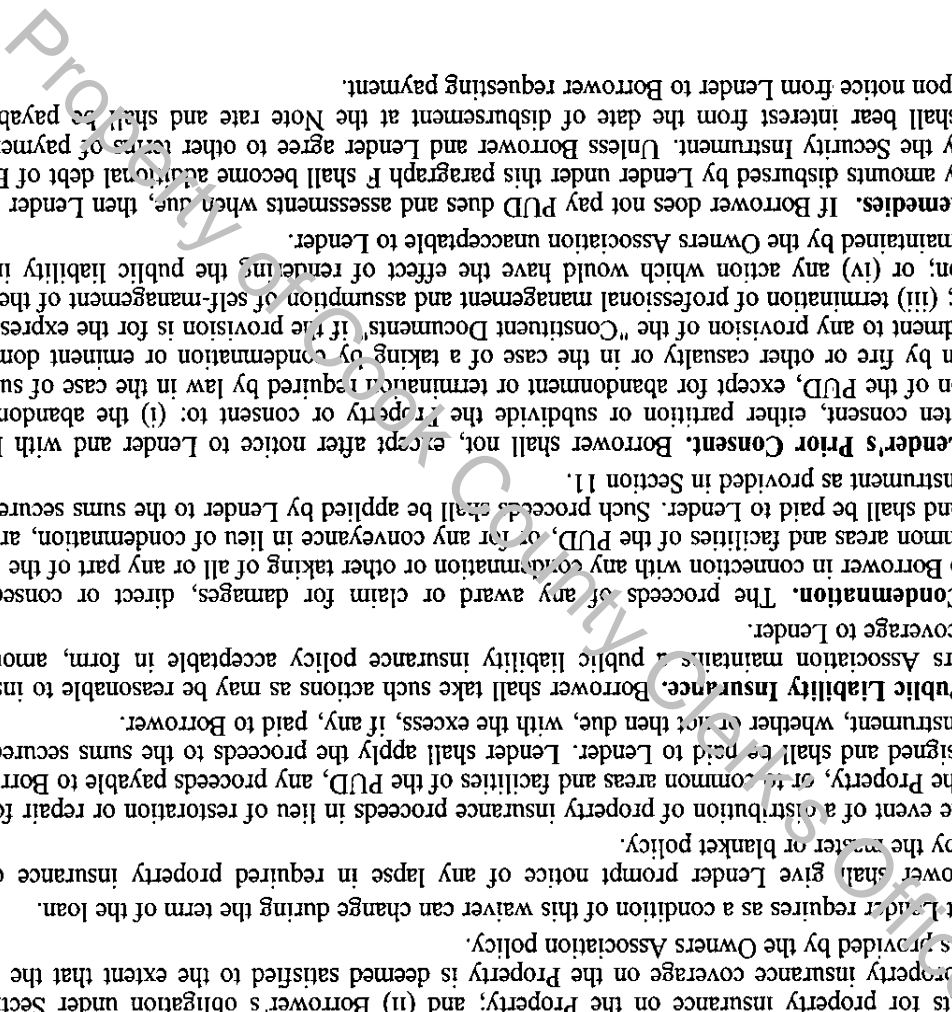 ts for property insurance on the Property; and (ii) Borrower's obligation under Secti
property insurance coverage on the Property is deemed satisfied to the extent that the
s provided by the Owners Association policy.
t Lender requires as a condition of this waiver can change during the term of the loan.
ower shall give Lender prompt notice of any lapse in required property insurance c
by the master or blanket policy.
e event of a distribution of property insurance proceeds in lieu of restoration or repair fo
he Property, or to common areas and facilities of the PUD, any proceeds payable to Borr
signed and shall be paid to Lender. Lender shall apply the proceeds to the sums secure
nstrument, whether or not then due, with the excess, if any, paid to Borrower.
Public Liability Insurance. Borrower shall take such actions as may be reasonable to ins
rs Association maintains a public liability insurance policy acceptable in form, amou
coverage to Lender.
Condemnation. The proceeds of any award or claim for damages, direct or conseq
o Borrower in connection with any condemnation or other taking of all or any part of the
mmon areas and facilities of the PUD, or for any conveyance in lieu of condemnation, ar
and shall be paid to Lender. Such proceeds shall be applied by Lender to the sums secure
nstrument as provided in Section 11.
Lender's Prior Consent. Borrower shall not, except after notice to Lender and with L
ten consent, either partition or subdivide the Property or consent to: (i) the abandon
n of the PUD, except for abandonment or termination required by law in the case of su
n by fire or other casualty or in the case of a taking by condemnation or eminent dom
dment to any provision of the "Constituent Documents" if the provision is for the expres
; (iii) termination of professional management and assumption of self-management of the
on; or (iv) any action which would have the effect of rendering the public liability in
maintained by the Owners Association unacceptable to Lender.
emedies. If Borrower does not pay PUD dues and assessments when due, then Lender
y amounts disbursed by Lender under this paragraph F shall become additional debt of B
y the Security Instrument. Unless Borrower and Lender agree to other terms of payme
hall bear interest from the date of disbursement at the Note rate and shall be payab
pon notice from Lender to Borrower requesting payment.
Property of Cook County Clerk's Office